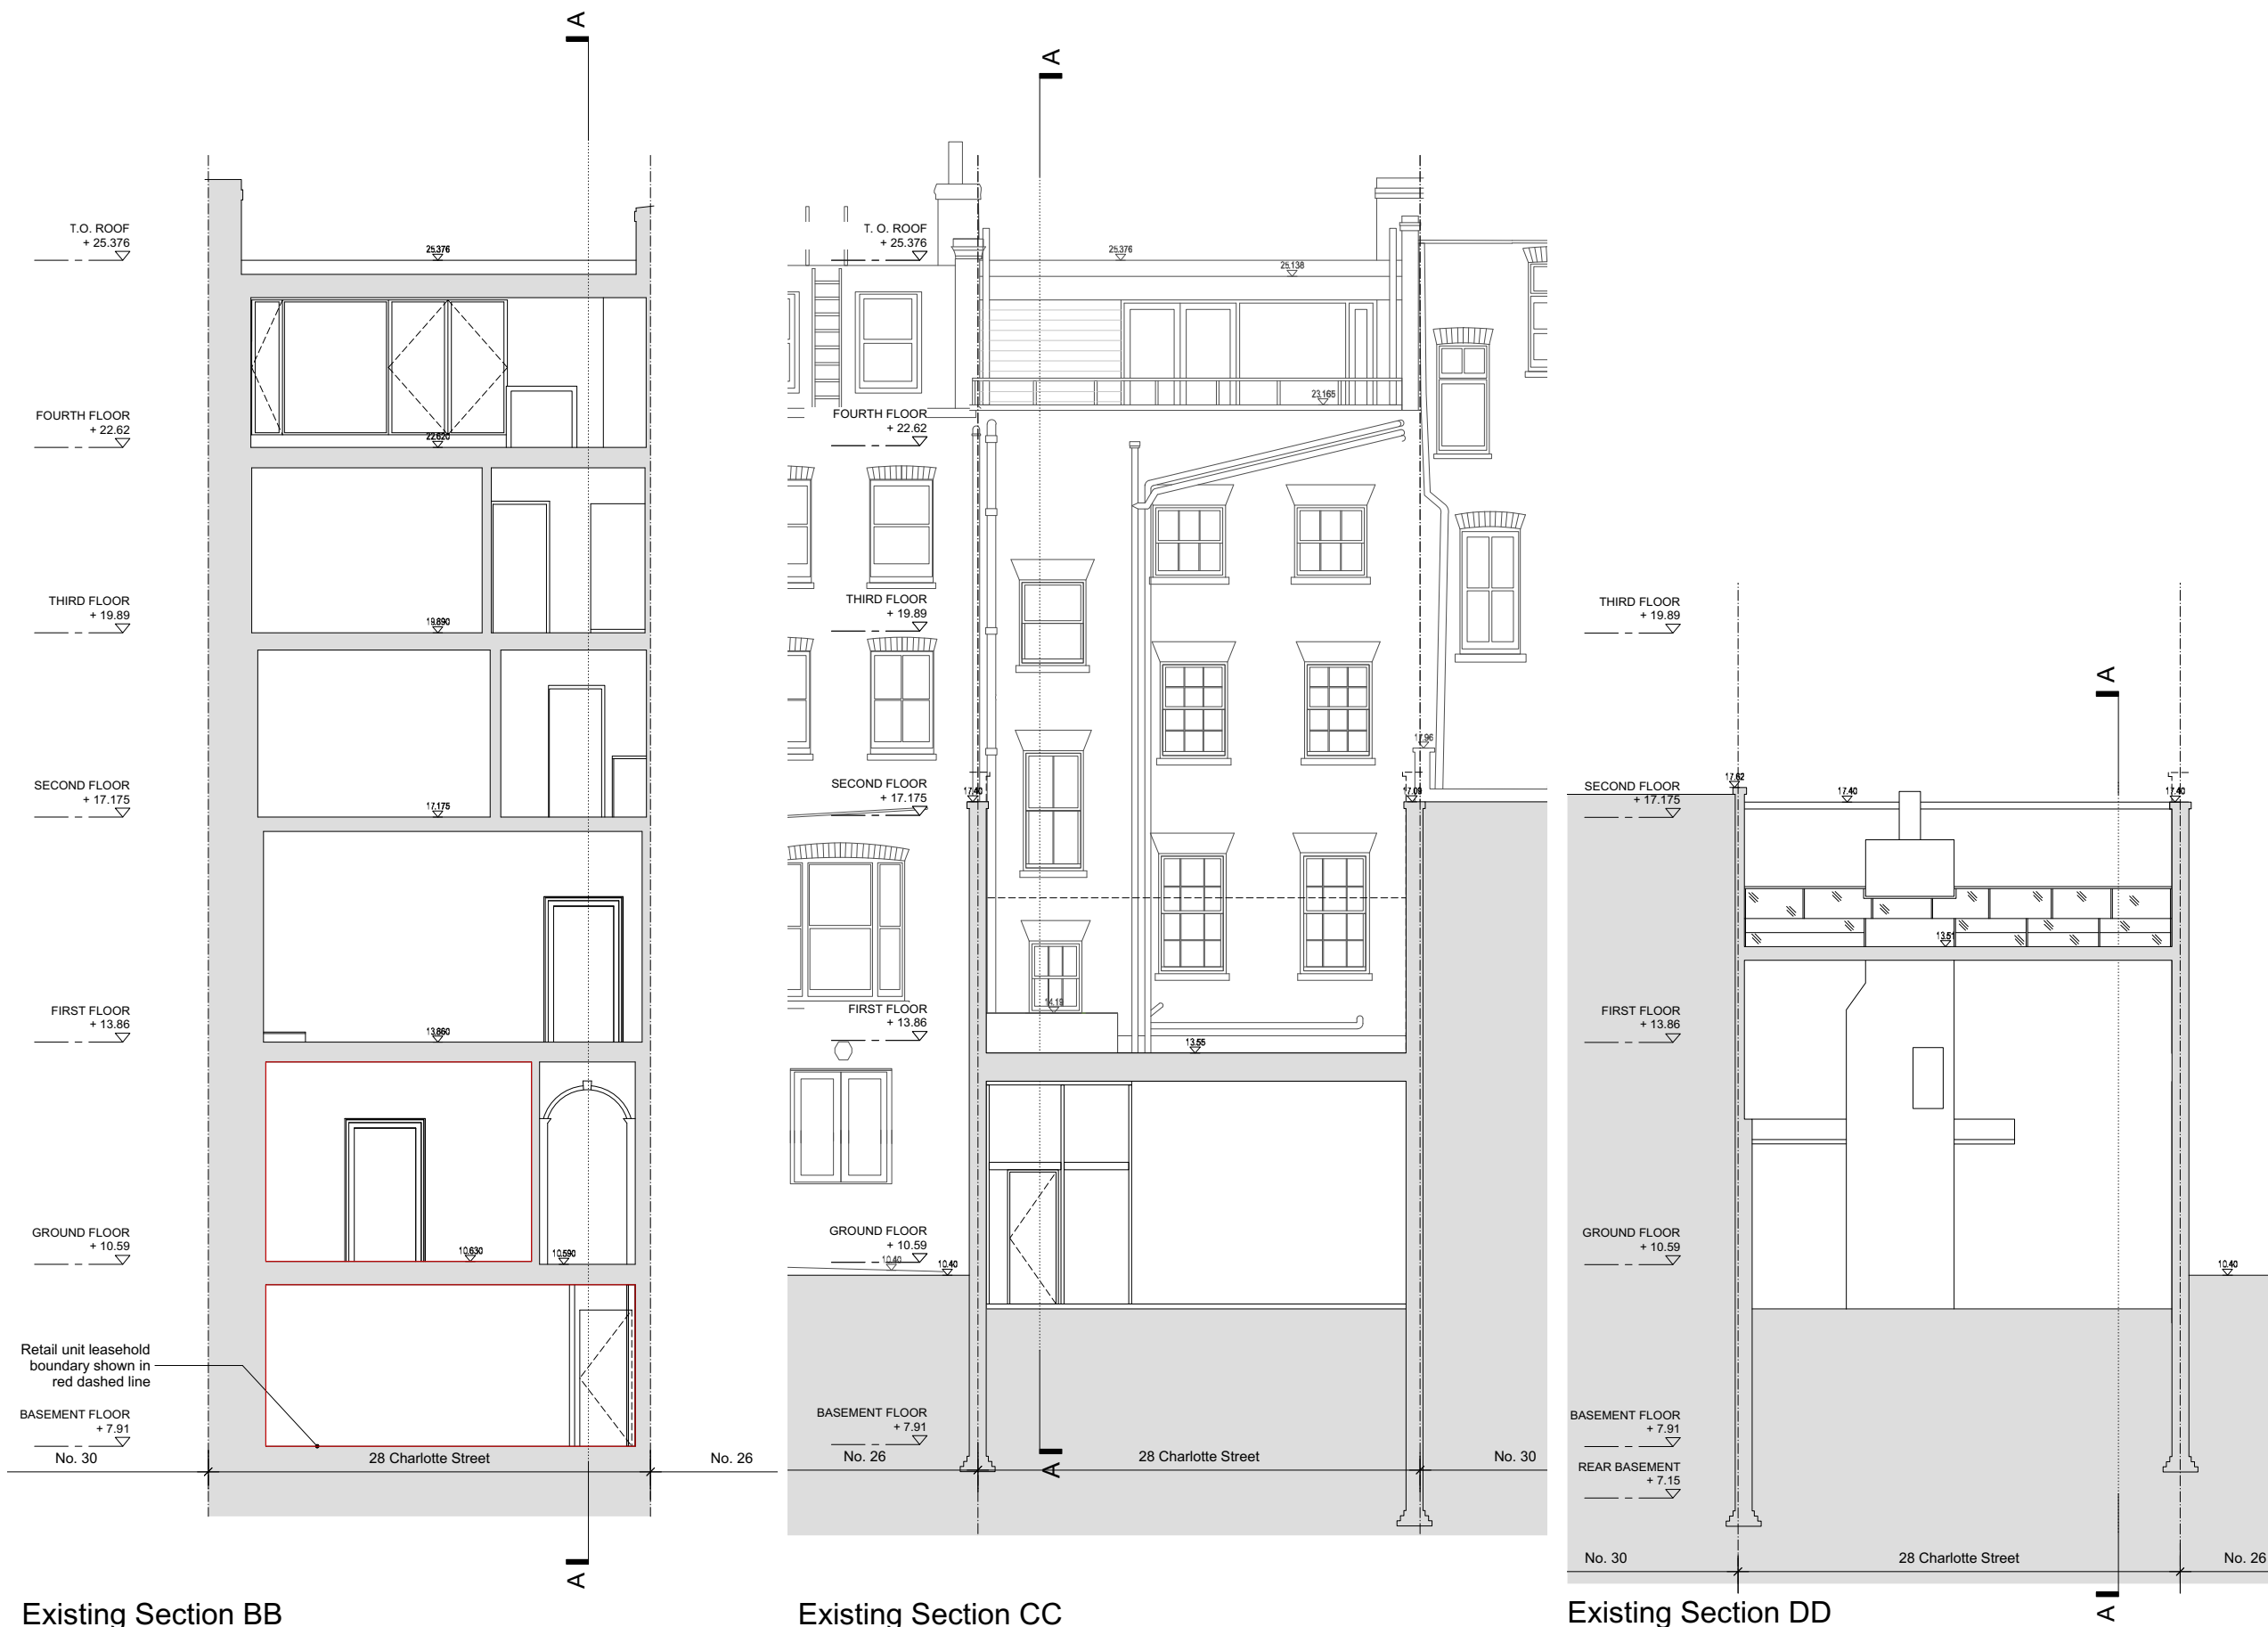 A
T.O. ROOF
+ 25.376
25.376
FOURTH FLOOR
+ 22.62
22.620
THIRD FLOOR
+ 19.89
19.890
SECOND FLOOR
+ 17.175
17.175
FIRST FLOOR
+ 13.86
13.860
GROUND FLOOR
+ 10.59
10.630
10.590
Retail unit leasehold
boundary shown in
red dashed line
BASEMENT FLOOR
+ 7.91
No. 30
28 Charlotte Street
No. 26
A
Existing Section BB
A
T. O. ROOF
+ 25.376
25.376
25.138
23.165
FOURTH FLOOR
+ 22.62
THIRD FLOOR
+ 19.89
17.96
SECOND FLOOR
+ 17.175
17.40
17.09
14.19
FIRST FLOOR
+ 13.86
13.55
GROUND FLOOR
+ 10.59
10.40
10.40
BASEMENT FLOOR
+ 7.91
No. 26
A
28 Charlotte Street
No. 30
Existing Section CC
THIRD FLOOR
+ 19.89
A
17.62
SECOND FLOOR
+ 17.175
17.40
17.40
13.51
FIRST FLOOR
+ 13.86
GROUND FLOOR
+ 10.59
10.40
BASEMENT FLOOR
+ 7.91
REAR BASEMENT
+ 7.15
No. 30
28 Charlotte Street
No. 26
A
Existing Section DD